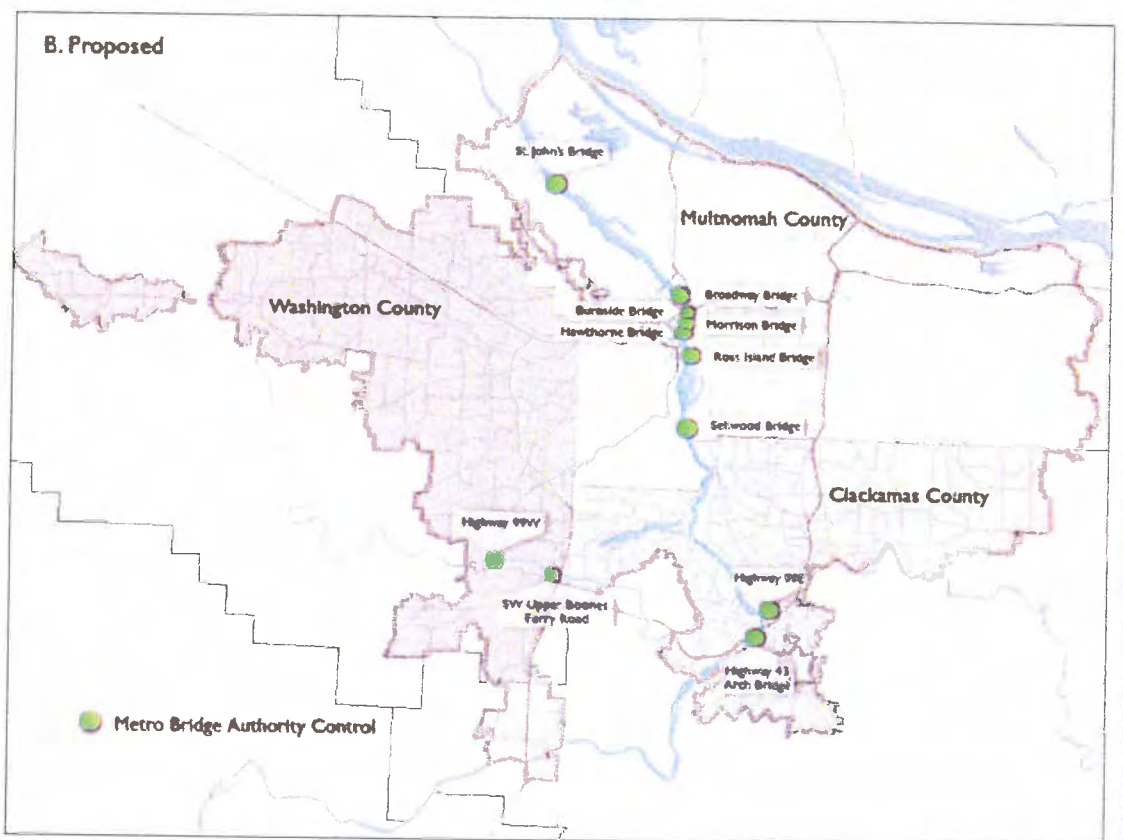 B. Proposed
St. John's Bridge
Multnomah County
Washington County
Broadway Bridge
Burnside Bridge
Morrison Bridge
Hawthorne Bridge
Ross Island Bridge
Sellwood Bridge
Clackamas County
Highway 99W
Highway 99E
SW Upper Boones
Ferry Road
Highway 43
Arch Bridge
Metro Bridge Authority Control